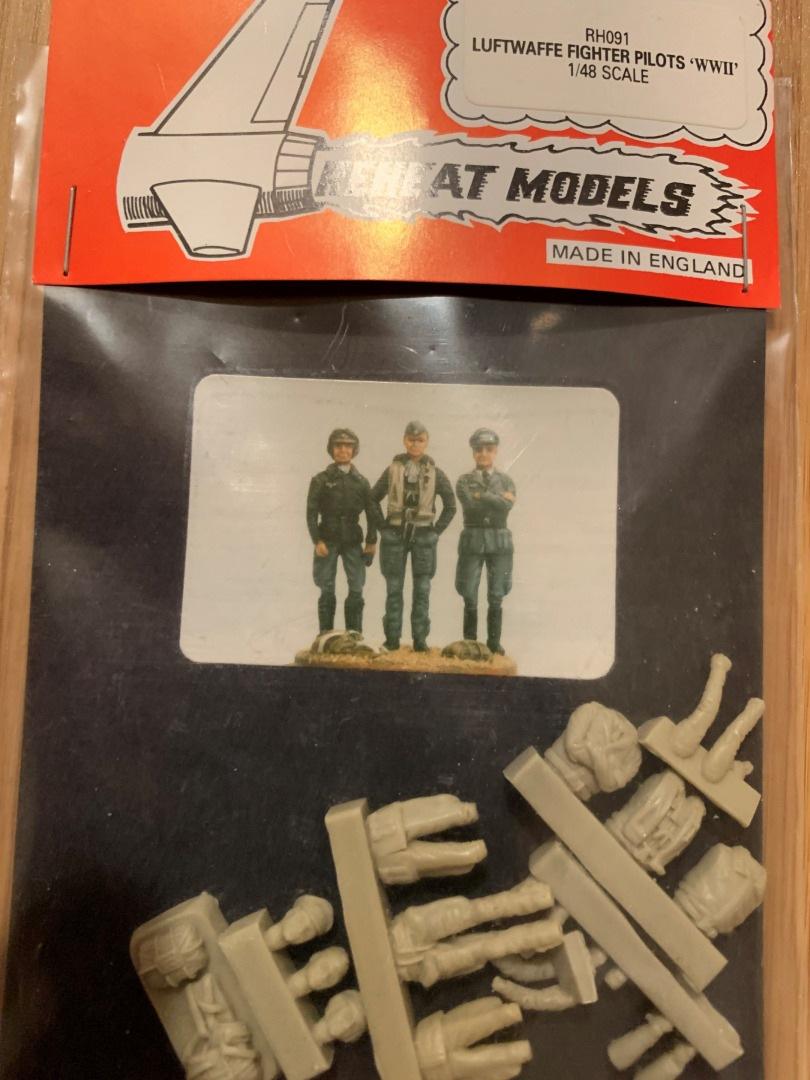 RH091
LUFTWAFFE FIGHTER PILOTS ‘WWII’
1/48 SCALE
REHEAT MODELS
MADE IN ENGLAND